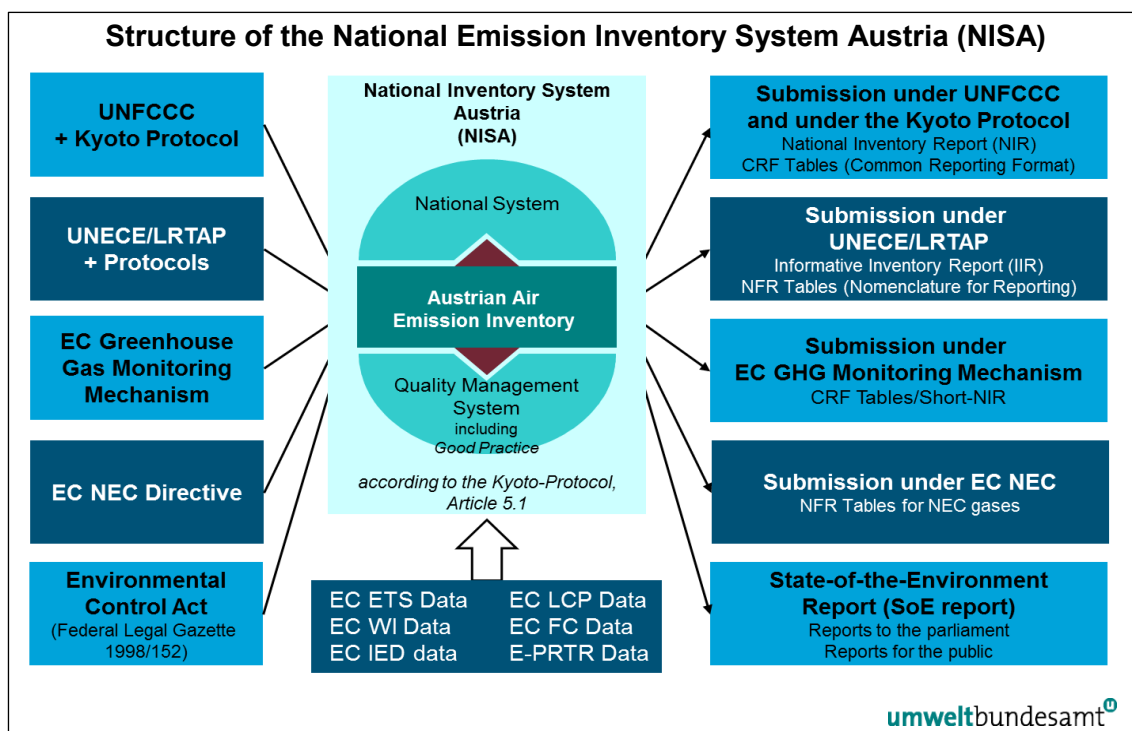 Structure of the National Emission Inventory System Austria (NISA)
UNFCCC
+ Kyoto Protocol
UNECE/LRTAP
+ Protocols
EC Greenhouse
Gas Monitoring
Mechanism
EC NEC Directive
Environmental
Control Act
(Federal Legal Gazette
1998/152)
National Inventory System
Austria
(NISA)
National System
Austrian Air
Emission Inventory
Quality Management
System
including
Good Practice
according to the Kyoto-Protocol,
Article 5.1
EC ETS Data
EC WI Data
EC IED data
EC LCP Data
EC FC Data
E-PRTR Data
Submission under UNFCCC
and under the Kyoto Protocol
National Inventory Report (NIR)
CRF Tables (Common Reporting Format)
Submission under
UNECE/LRTAP
Informative Inventory Report (IIR)
NFR Tables (Nomenclature for Reporting)
Submission under
EC GHG Monitoring Mechanism
CRF Tables/Short-NIR
Submission under EC NEC
NFR Tables for NEC gases
State-of-the-Environment
Report (SoE report)
Reports to the parliament
Reports for the public
umweltbundesamt
u